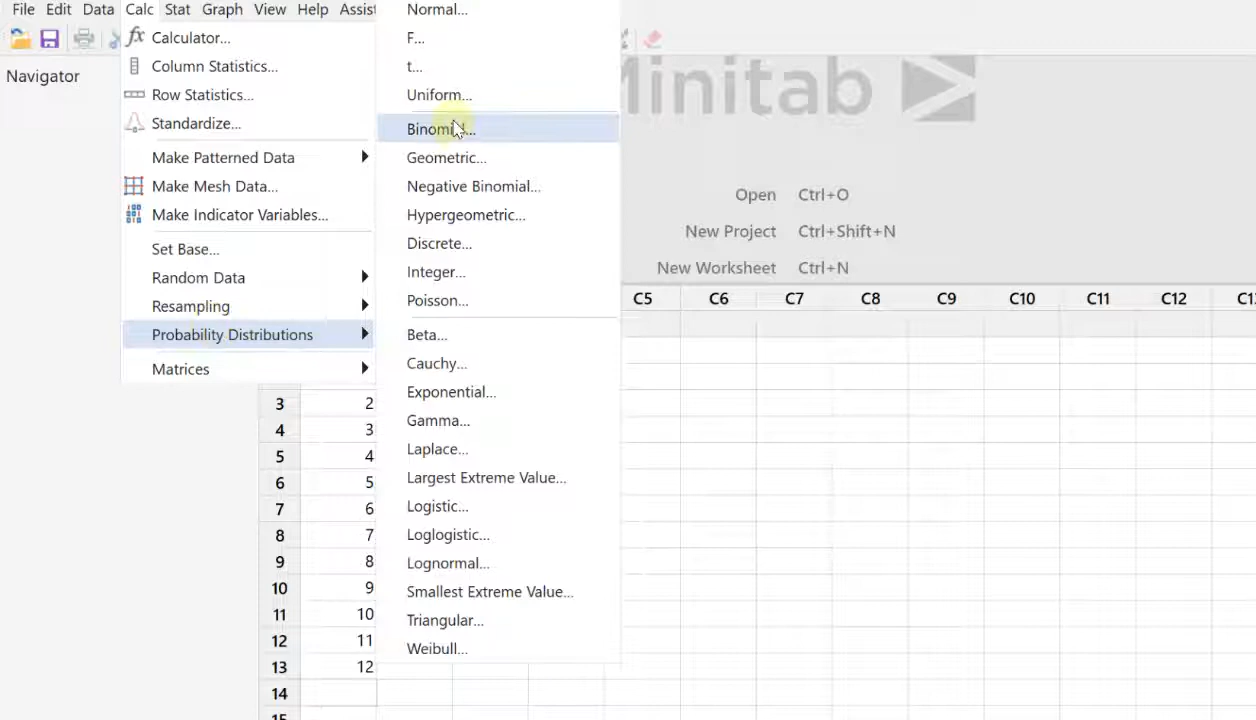 File Edit Data Calc Stat Graph View Help Assist
Navigator
Calculator...
Column Statistics...
Row Statistics...
Standardize...
Make Patterned Data
Make Mesh Data...
Make Indicator Variables...
Set Base...
Random Data
Resampling
Probability Distributions
Matrices
Normal...
F...
t...
Uniform...
Binomial...
Geometric...
Negative Binomial...
Hypergeometric...
Discrete...
Integer...
Poisson...
Beta...
Cauchy...
Exponential...
Gamma...
Laplace...
Largest Extreme Value...
Logistic...
Loglogistic...
Lognormal...
Smallest Extreme Value...
Triangular...
Weibull...
Minitab
Open Ctrl+O
New Project Ctrl+Shift+N
New Worksheet Ctrl+N
C5 C6 C7 C8 C9 C10 C11 C12
3 2
4 3
5 4
6 5
7 6
8 7
9 8
10 9
11 10
12 11
13 12
14
15